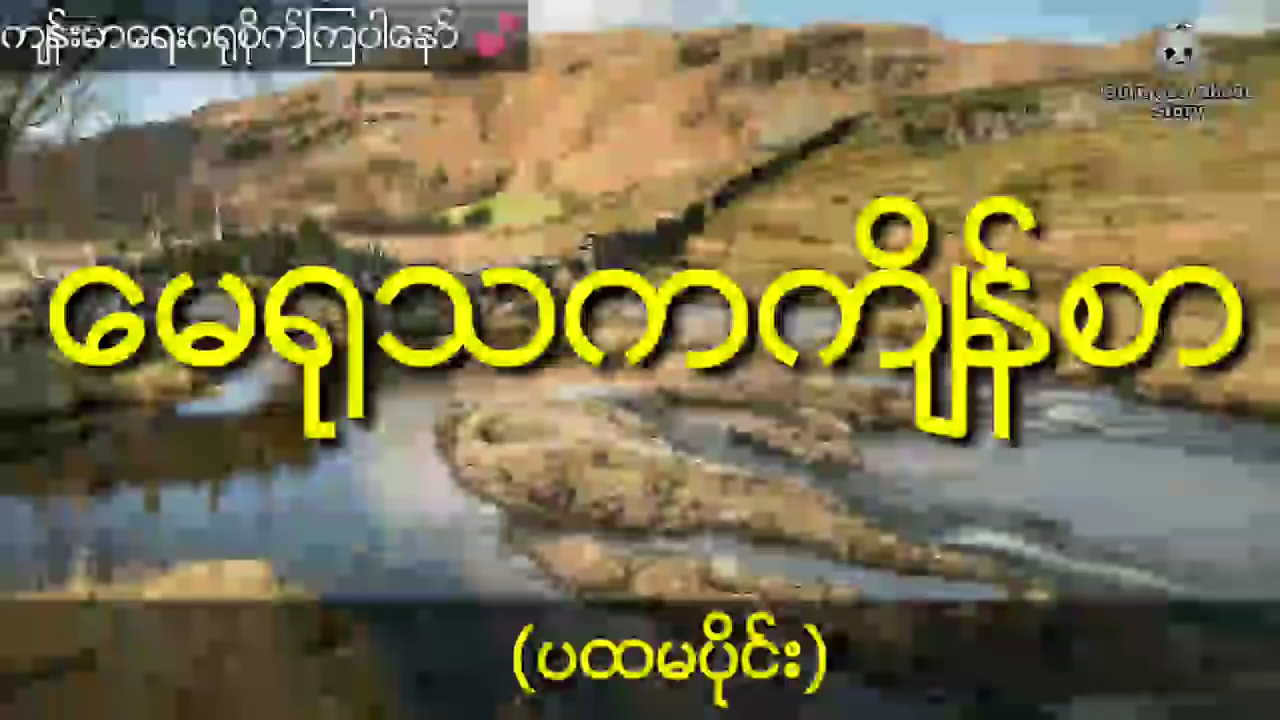 ကျန်းမာရေးဂရုစိုက်ကြပါနော် 💕
မေရုသကကျိန်စာ
(ပထမပိုင်း)